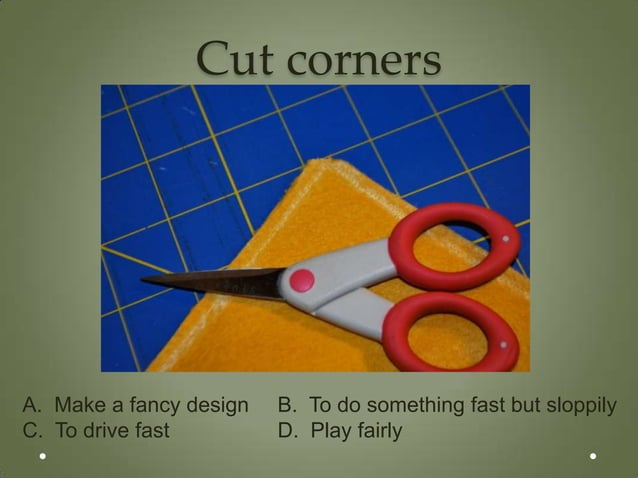 Cut corners
A. Make a fancy design B. To do something fast but sloppily
C. To drive fast D. Play fairly